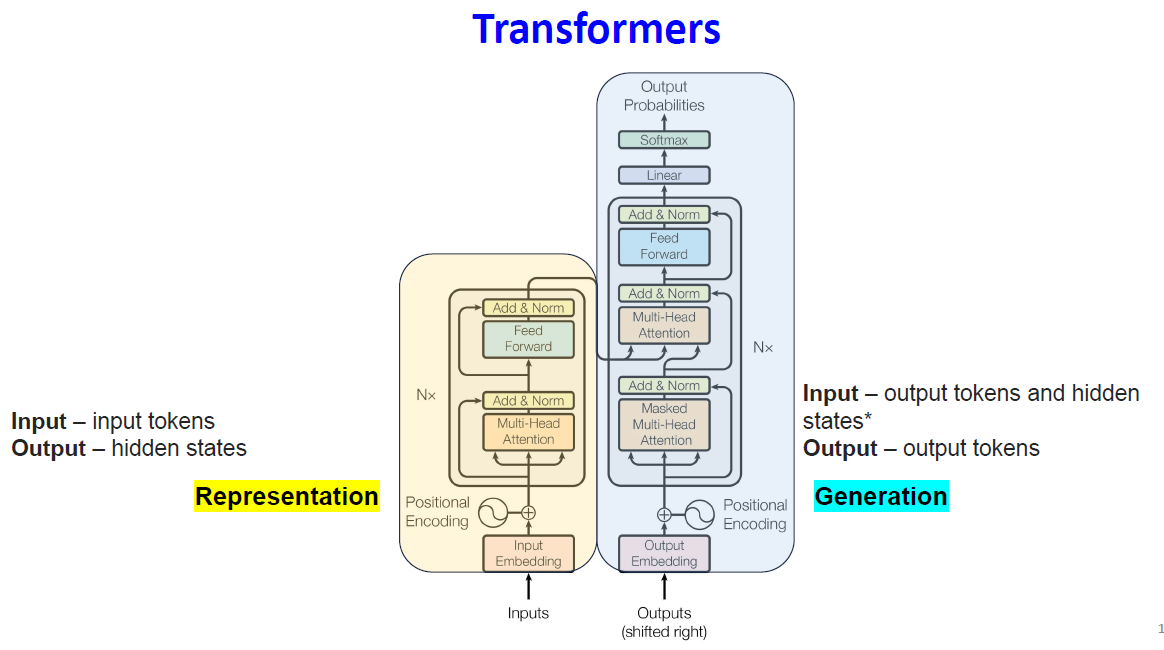 Transformers
Output
Probabilities
Softmax
Linear
Add & Norm
Feed
Forward
Add & Norm
Multi-Head
Attention
N×
Add & Norm
Masked
Multi-Head
Attention
Positional
Encoding
Output
Embedding
Outputs
(shifted right)
Add & Norm
Feed
Forward
N×
Add & Norm
Multi-Head
Attention
Positional
Encoding
Input
Embedding
Inputs
Input – input tokens
Output – hidden states
Representation
Input – output tokens and hidden
states*
Output – output tokens
Generation
1